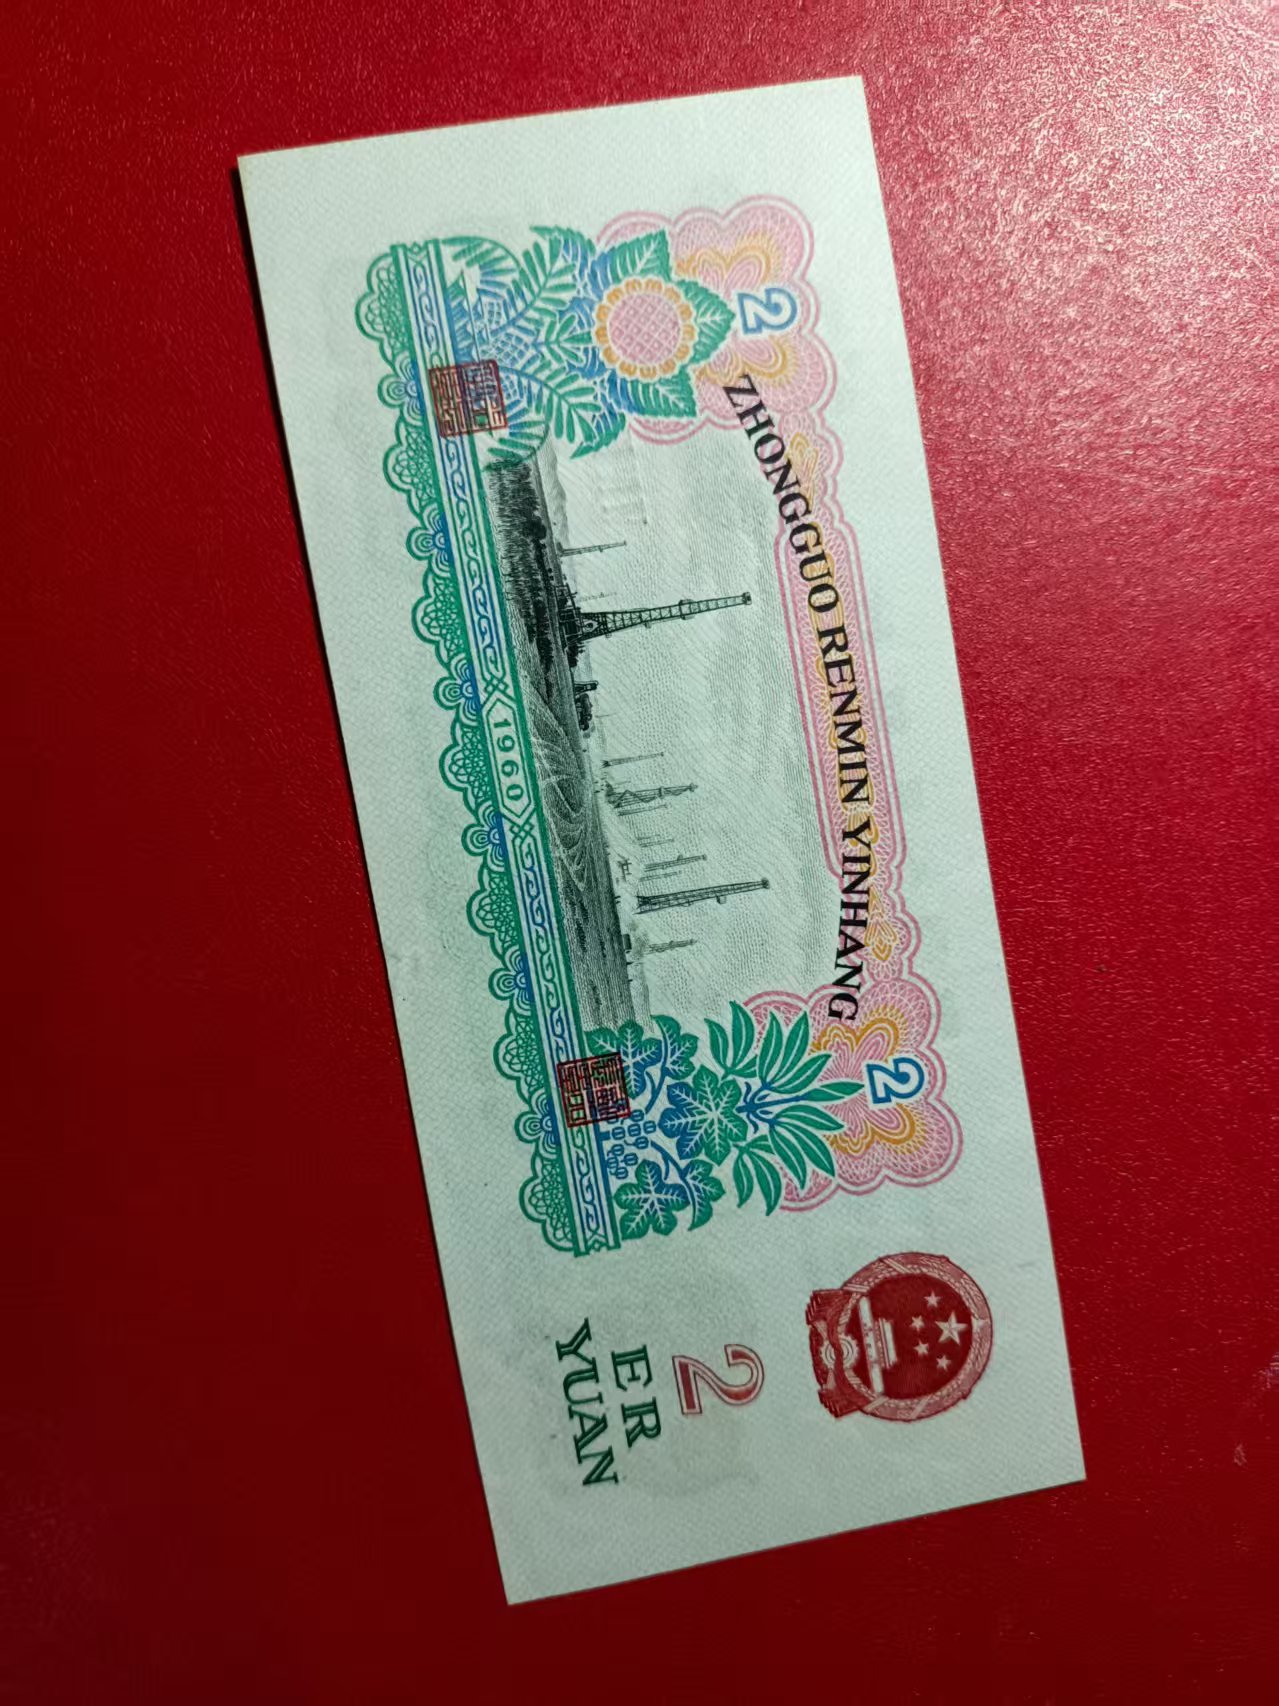 2
ZHONGGUO RENMIN YINHANG
2
1960
2
ER
YUAN